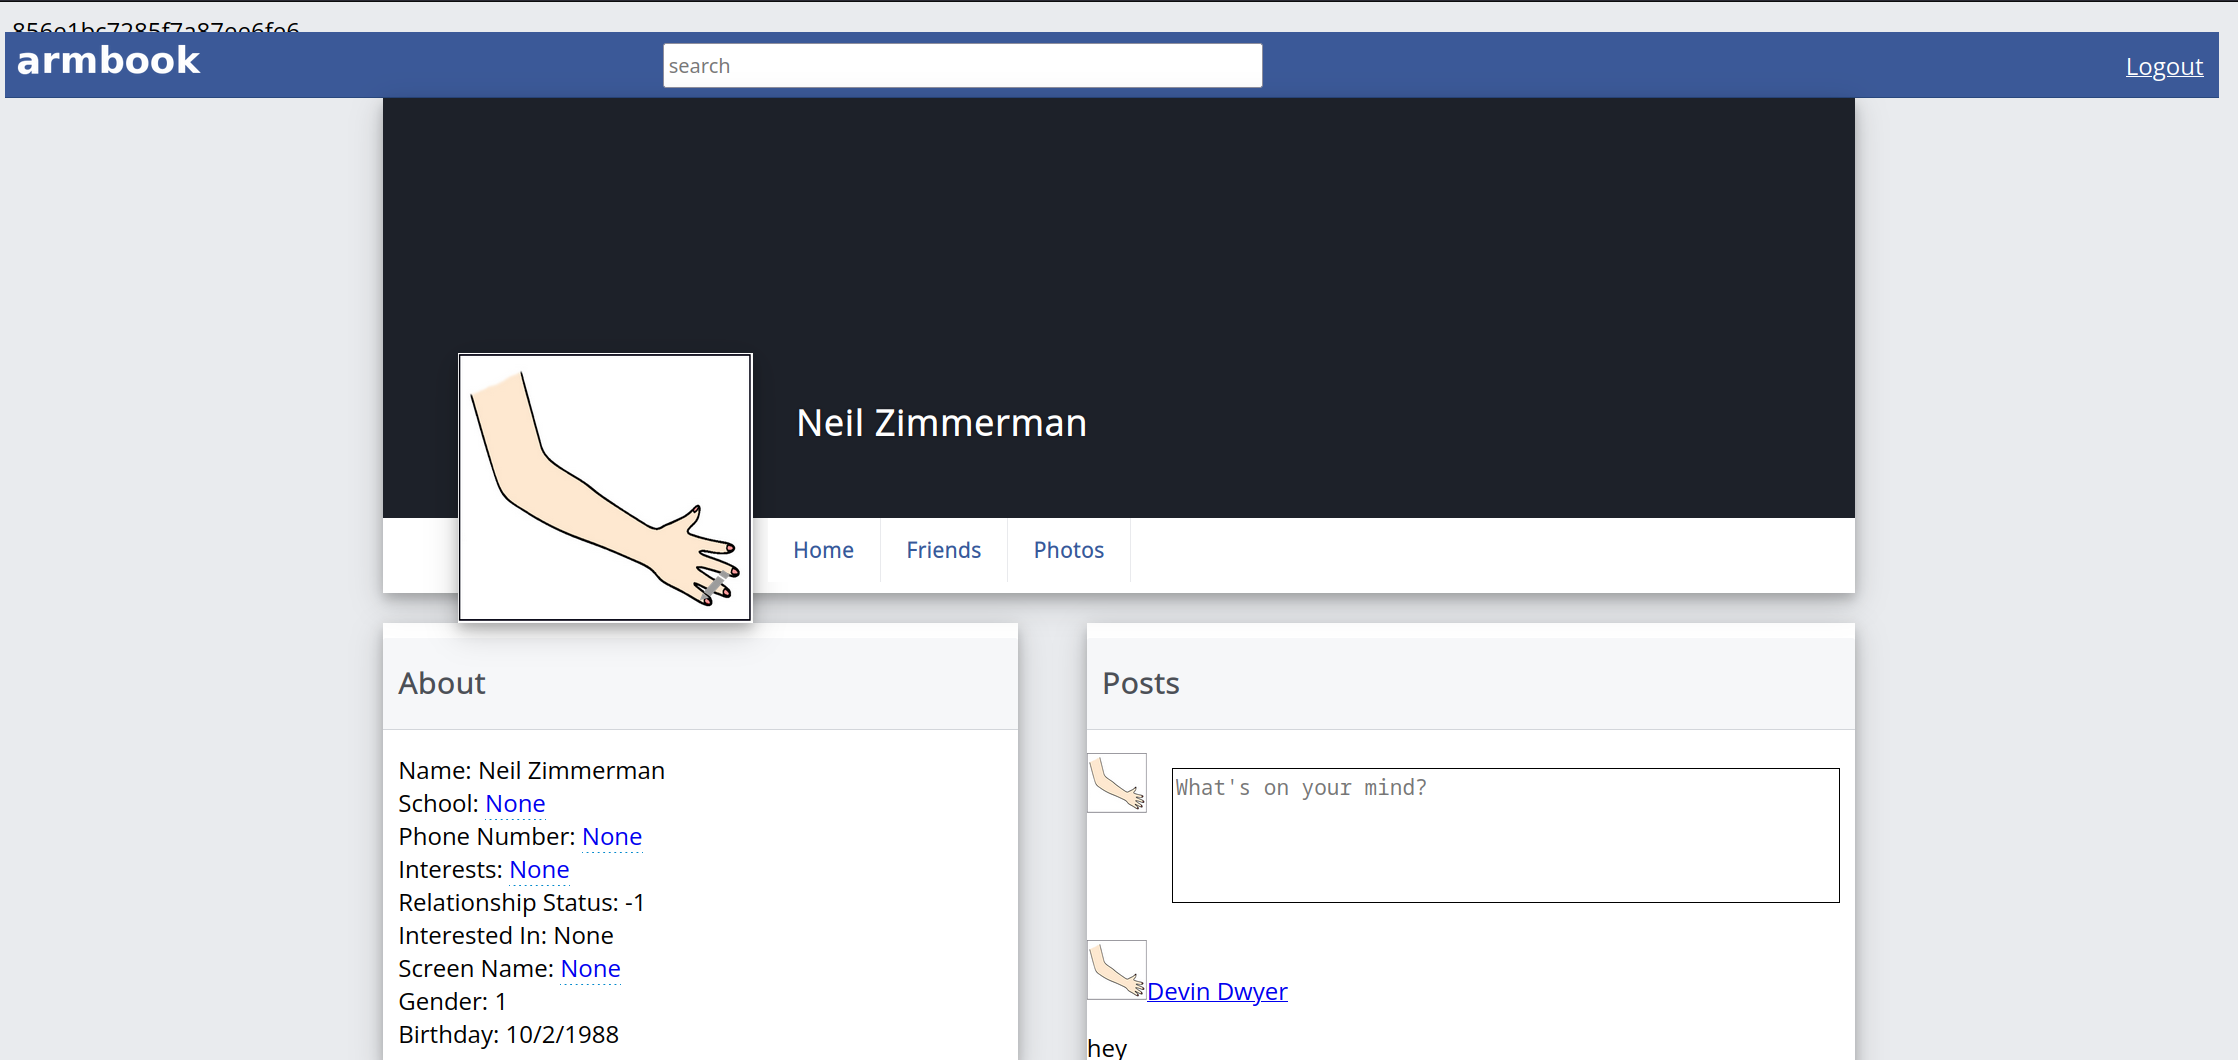 856e1bc7285f7a87ee6fe6
armbook
search
Logout
Neil Zimmerman
Home
Friends
Photos
About
Name: Neil Zimmerman
School: None
Phone Number: None
Interests: None
Relationship Status: -1
Interested In: None
Screen Name: None
Gender: 1
Birthday: 10/2/1988
Posts
What's on your mind?
Devin Dwyer
hey